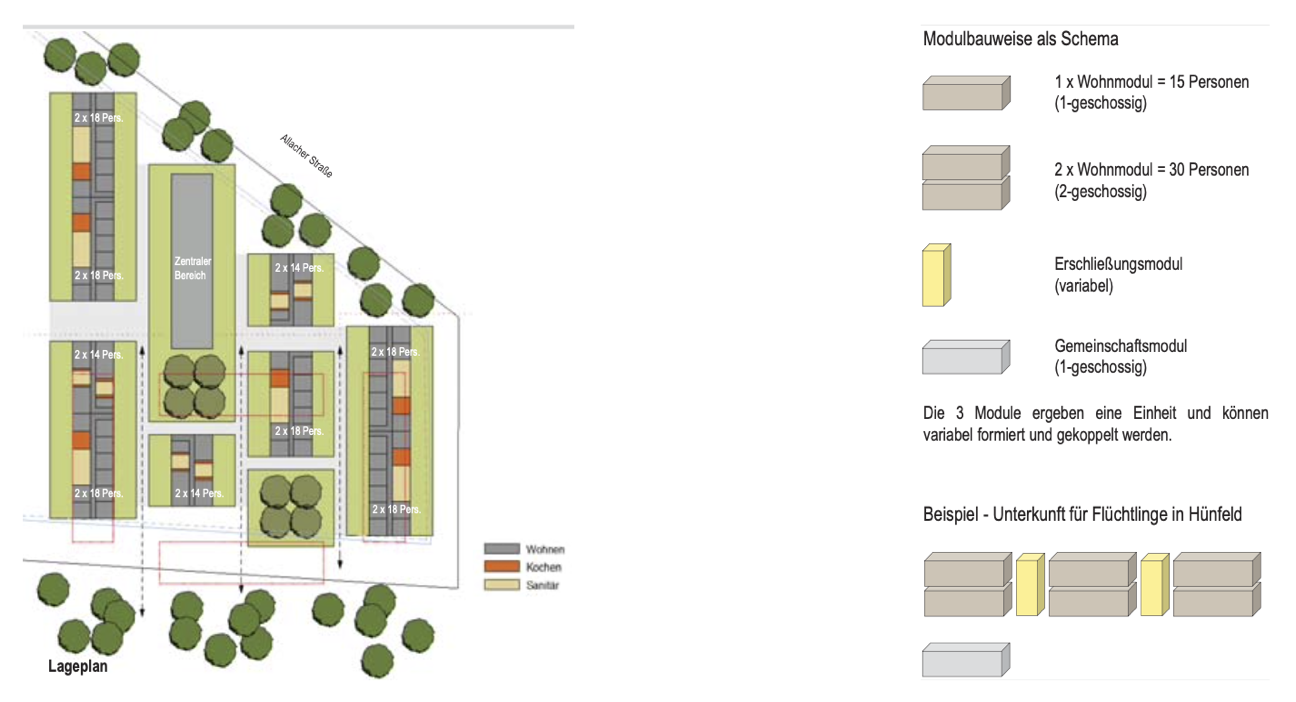 2 x 18 Pers.
Allacher Straße
Zentraler
Bereich
2 x 14 Pers.
2 x 18 Pers.
2 x 14 Pers.
2 x 18 Pers.
2 x 18 Pers.
2 x 18 Pers.
2 x 14 Pers.
2 x 18 Pers.
Wohnen
Kochen
Sanitär
Lageplan
Modulbauweise als Schema
1 x Wohnmodul = 15 Personen
(1-geschossig)
2 x Wohnmodul = 30 Personen
(2-geschossig)
Erschließungsmodul
(variabel)
Gemeinschaftsmodul
(1-geschossig)
Die 3 Module ergeben eine Einheit und können
variabel formiert und gekoppelt werden.
Beispiel - Unterkunft für Flüchtlinge in Hünfeld